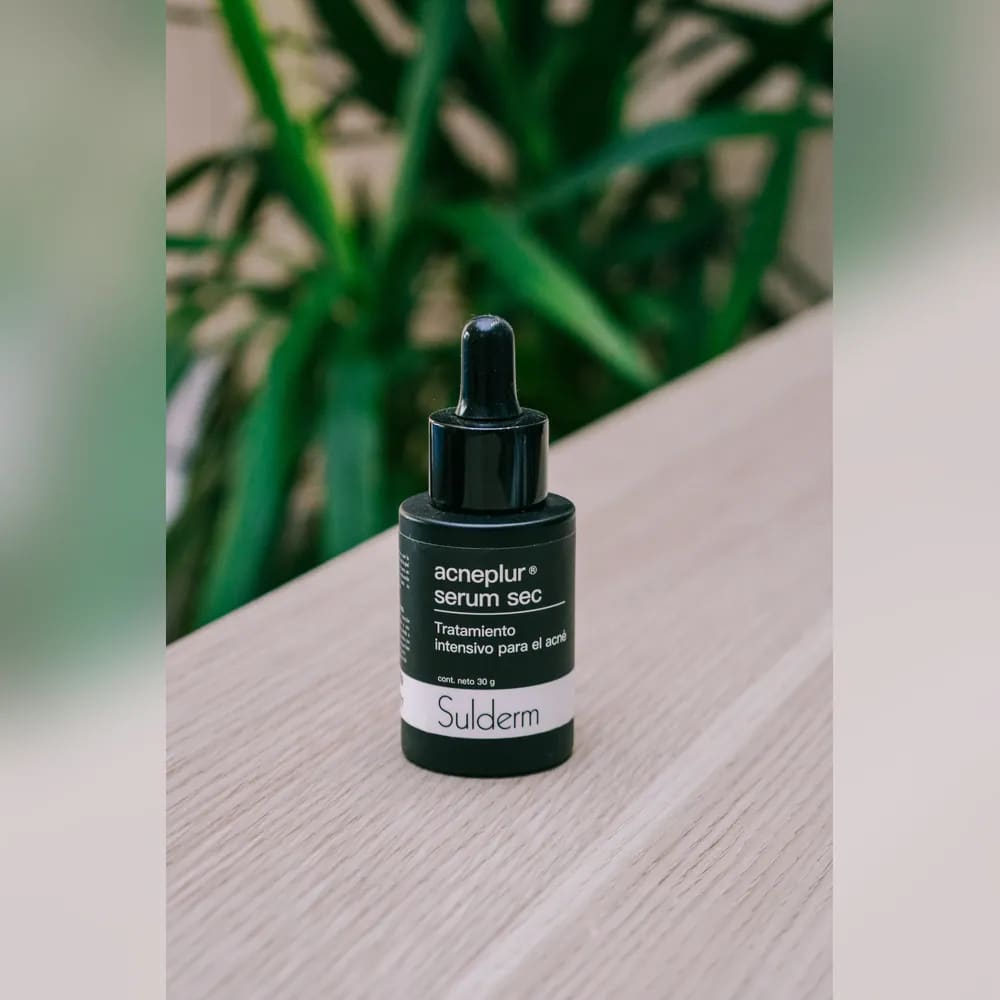 acneplur®
serum sec
Tratamiento
intensivo para el acné
cont. neto 30 g
Sulderm